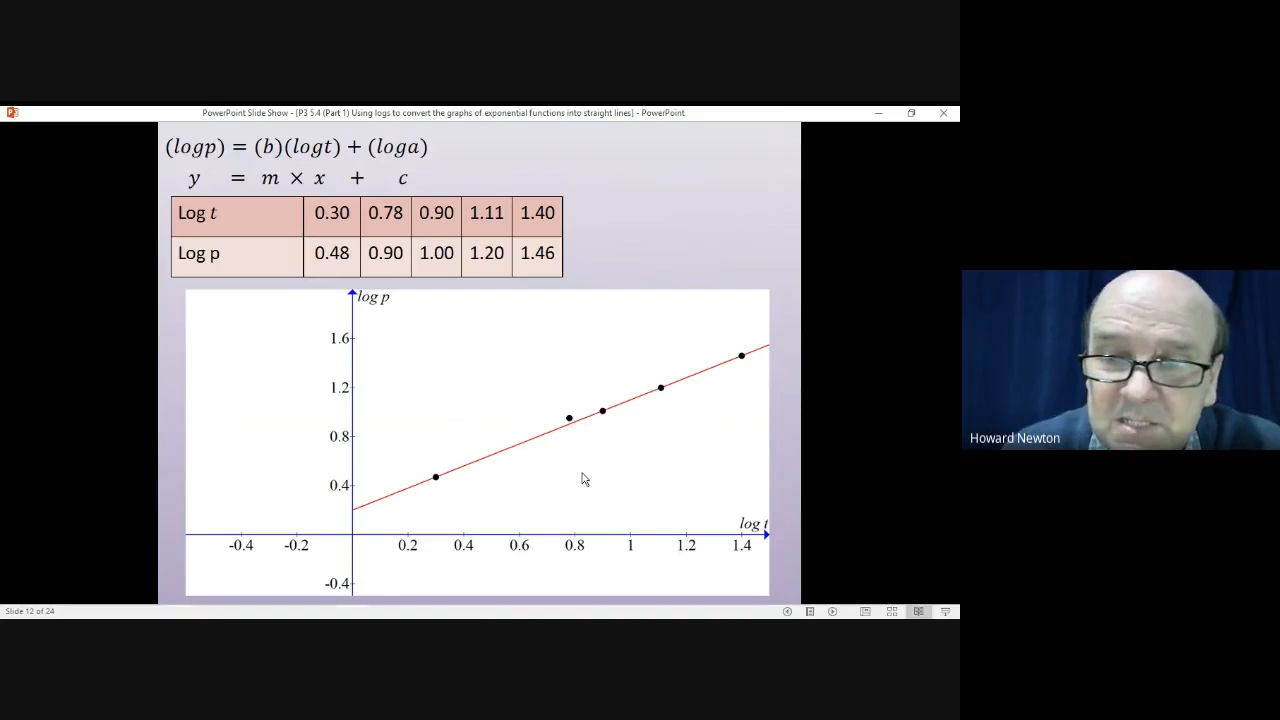 PowerPoint Slide Show - [P3 5.4 (Part 1) Using logs to convert the graphs of exponential functions into straight lines] - PowerPoint
(logp) = (b)(logt) + (loga)
y = m × x + c
Log t 0.30 0.78 0.90 1.11 1.40
Log p 0.48 0.90 1.00 1.20 1.46
log p
1.6
1.2
0.8
0.4
log t
-0.4 -0.2 0.2 0.4 0.6 0.8 1 1.2 1.4
-0.4
Slide 12 of 24
Howard Newton